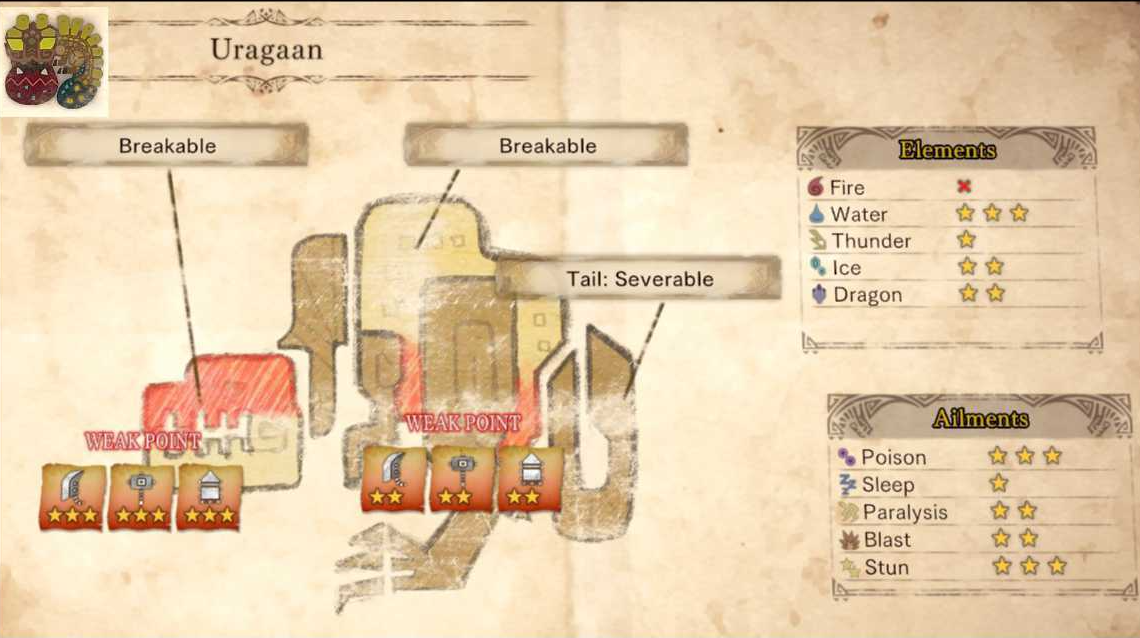 Uragaan
Breakable
Breakable
Tail: Severable
WEAK POINT
WEAK POINT
Elements
Fire
Water
Thunder
Ice
Dragon
Ailments
Poison
Sleep
Paralysis
Blast
Stun